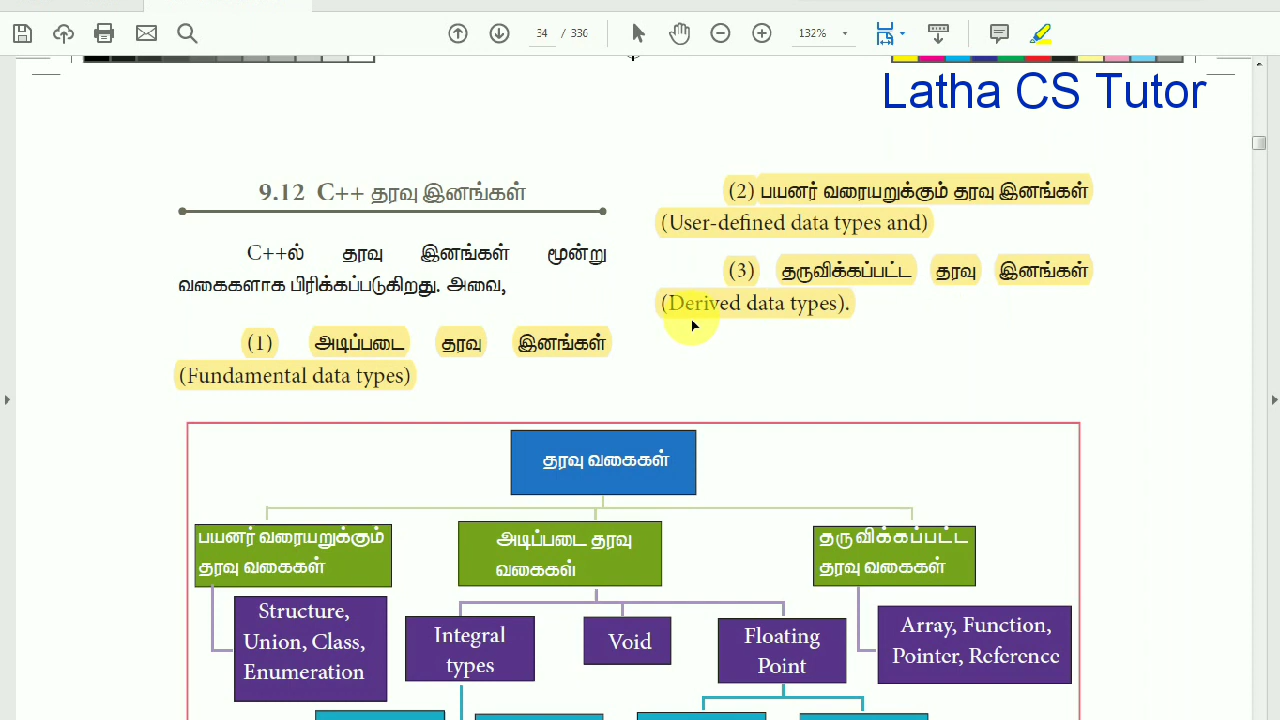 34 / 336
132%
Latha CS Tutor
9.12 C++ தரவு இனங்கள்
C++ல் தரவு இனங்கள் மூன்று
வகைகளாக பிரிக்கப்படுகிறது. அவை,
(1) அடிப்படை தரவு இனங்கள்
(Fundamental data types)
(2) பயனர் வரையறுக்கும் தரவு இனங்கள்
(User-defined data types and)
(3) தருவிக்கப்பட்ட தரவு இனங்கள்
(Derived data types).
தரவு வகைகள்
பயனர் வரையறுக்கும்
தரவு வகைகள்
அடிப்படை தரவு
வகைகள்
தருவிக்கப்பட்ட
தரவு வகைகள்
Structure,
Union, Class,
Enumeration
Integral
types
Void
Floating
Point
Array, Function,
Pointer, Reference